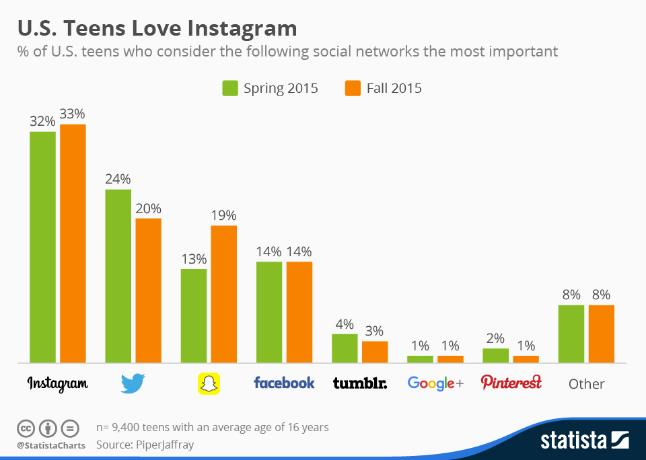 U.S. Teens Love Instagram
% of U.S. teens who consider the following social networks the most important
Spring 2015 Fall 2015
32% 33% 24% 20% 13% 19% 14% 14% 4% 3% 1% 1% 2% 1% 8% 8%
Instagram facebook tumblr. Google+ Pinterest Other
cc
@StatistaCharts
n= 9,400 teens with an average age of 16 years
Source: PiperJaffray
statista